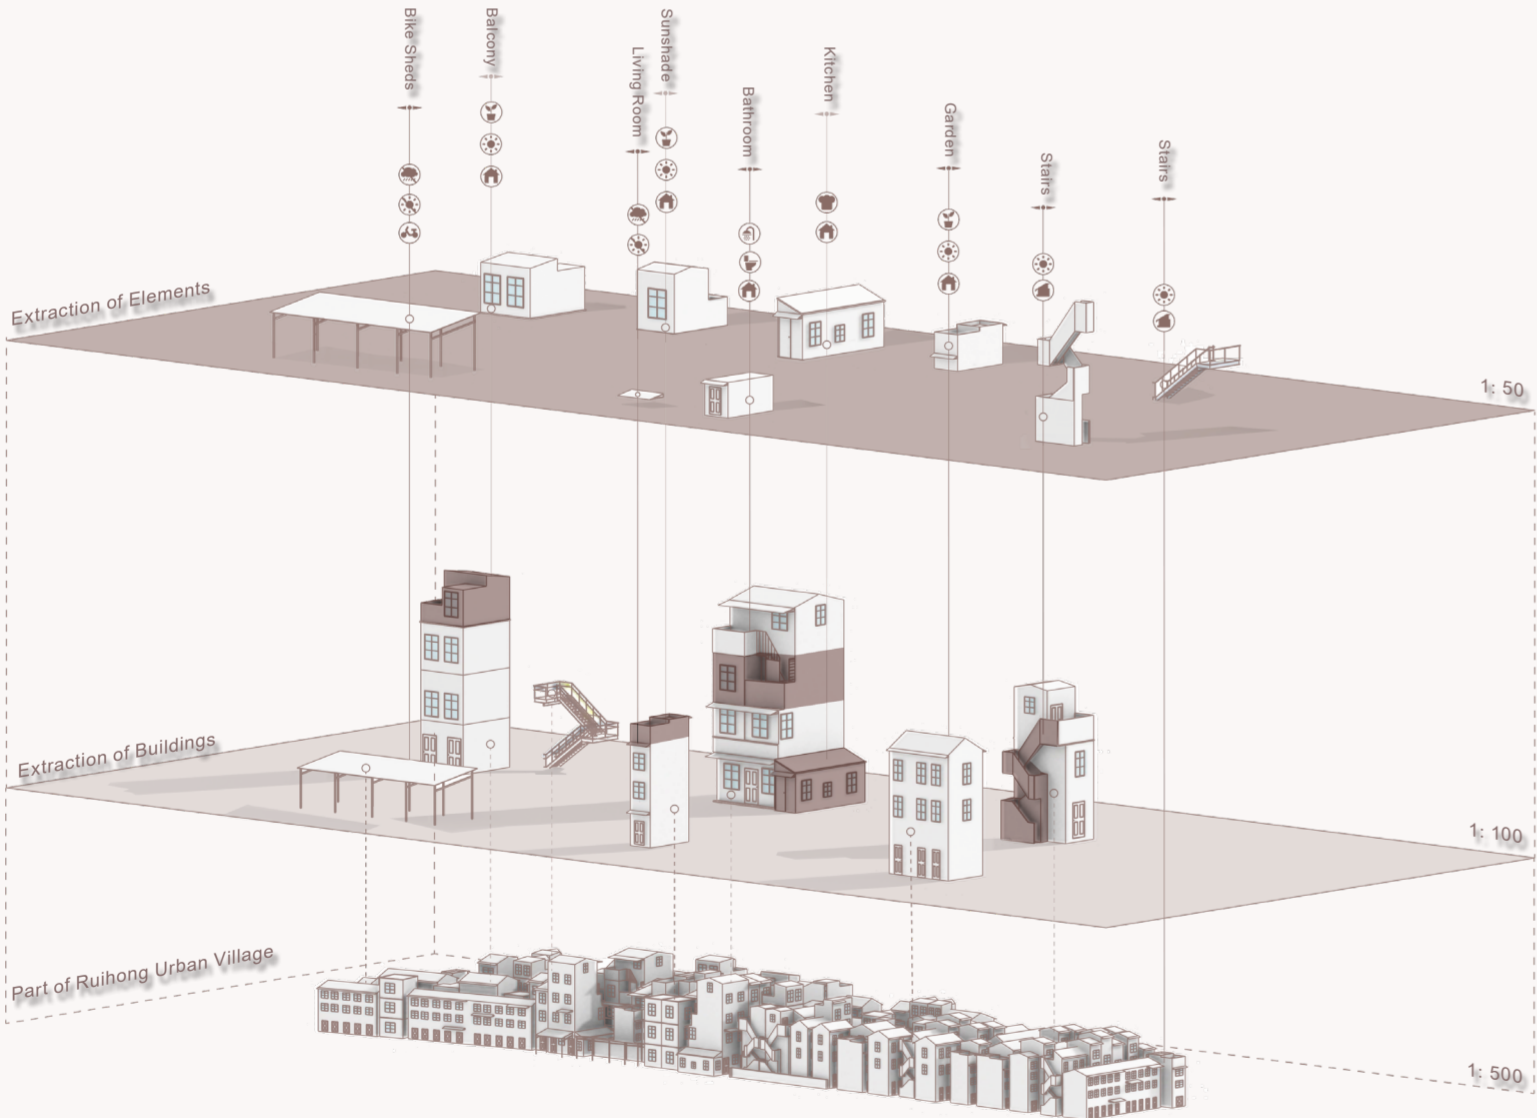 Bike Sheds
Balcony
Living Room
Sunshade
Bathroom
Kitchen
Garden
Stairs
Stairs
Extraction of Elements
1: 50
Extraction of Buildings
1: 100
Part of Ruihong Urban Village
1: 500